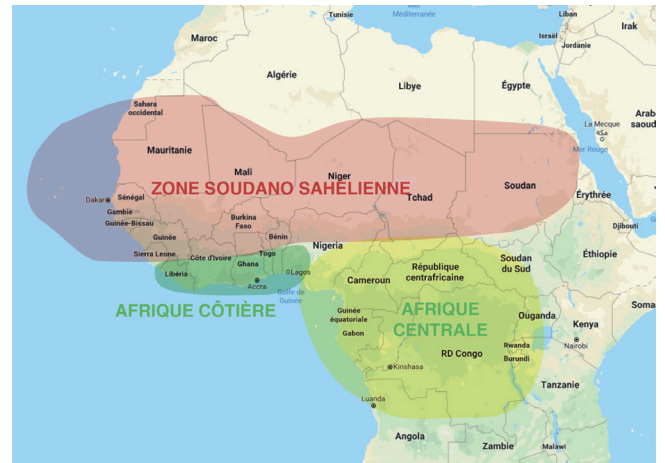 Tunisie
Méditerranée
Liban
Irak
Maroc
Israël
Jordanie
Algérie
Libye
Égypte
Sahara
occidental
La Mecque
Arab
saou
Mer Rouge
Mauritanie
Mali
Niger
ZONE SOUDANO SAHÉLIENNE
Tchad
Soudan
Dakar
Sénégal
Gambie
Guinée-Bissau
Burkina
Faso
Érythrée
Guinée
Bénin
Djibouti
Sierra Leone
Côte d'Ivoire
Togo
Ghana
Nigeria
Libéria
Lagos
Accra
Golfe de
Guinée
Cameroun
République
centrafricaine
Soudan
du Sud
Éthiopie
AFRIQUE CÔTIÈRE
AFRIQUE
CENTRALE
Guinée
équatoriale
Gabon
Ouganda
Kenya
Soma
Nairobi
RD Congo
Rwanda
Burundi
Kinshasa
Tanzanie
Luanda
Angola
Zambie
Malawi